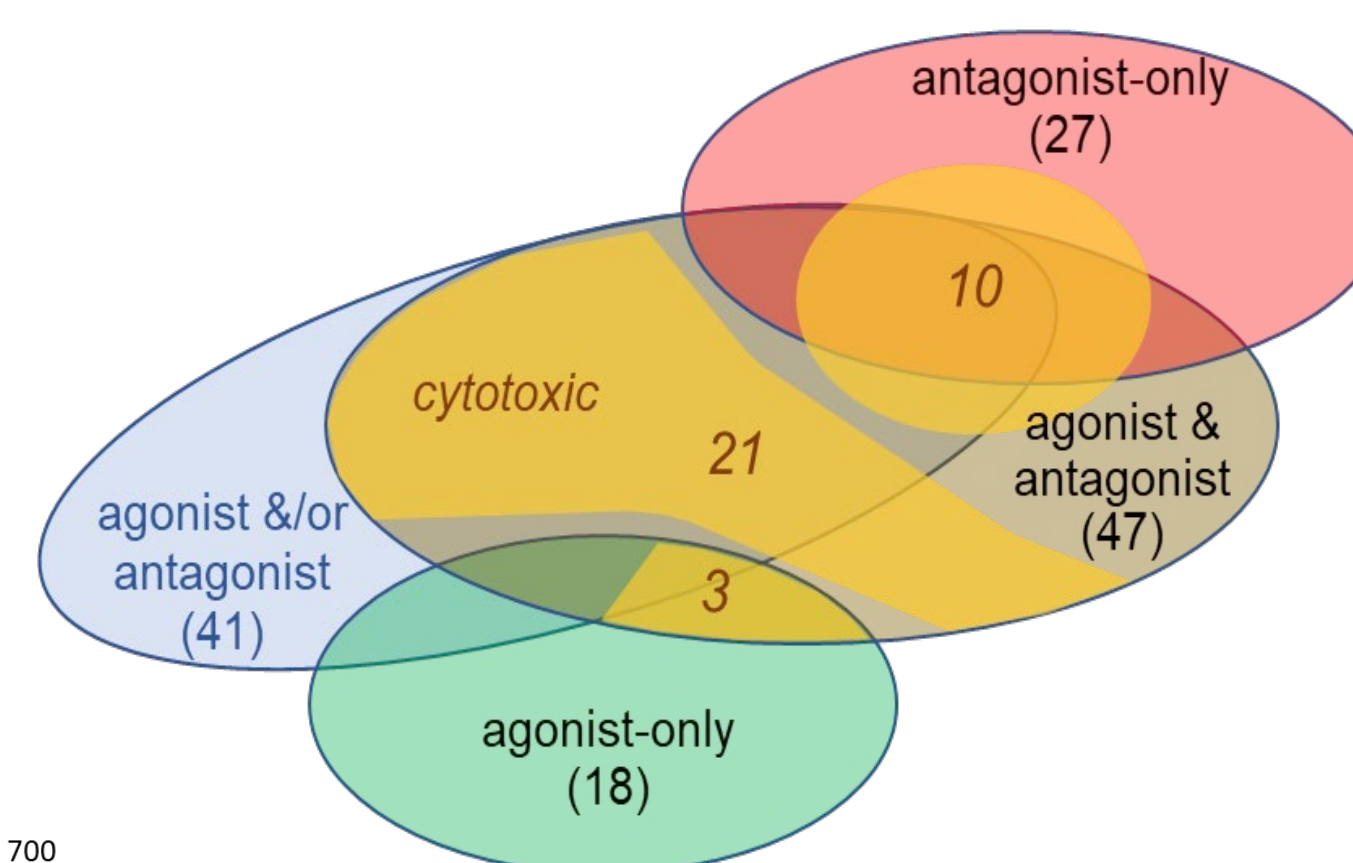 antagonist-only
(27)
10
cytotoxic
21
agonist &
antagonist
(47)
agonist &/or
antagonist
(41)
3
agonist-only
(18)
700